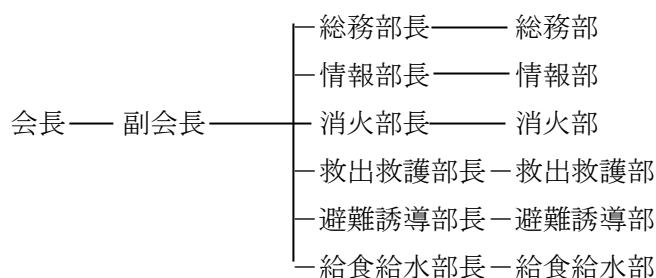 総務部長 総務部
情報部長 情報部
会長 副会長 消火部長 消火部
救出救護部長 救出救護部
避難誘導部長 避難誘導部
給食給水部長 給食給水部